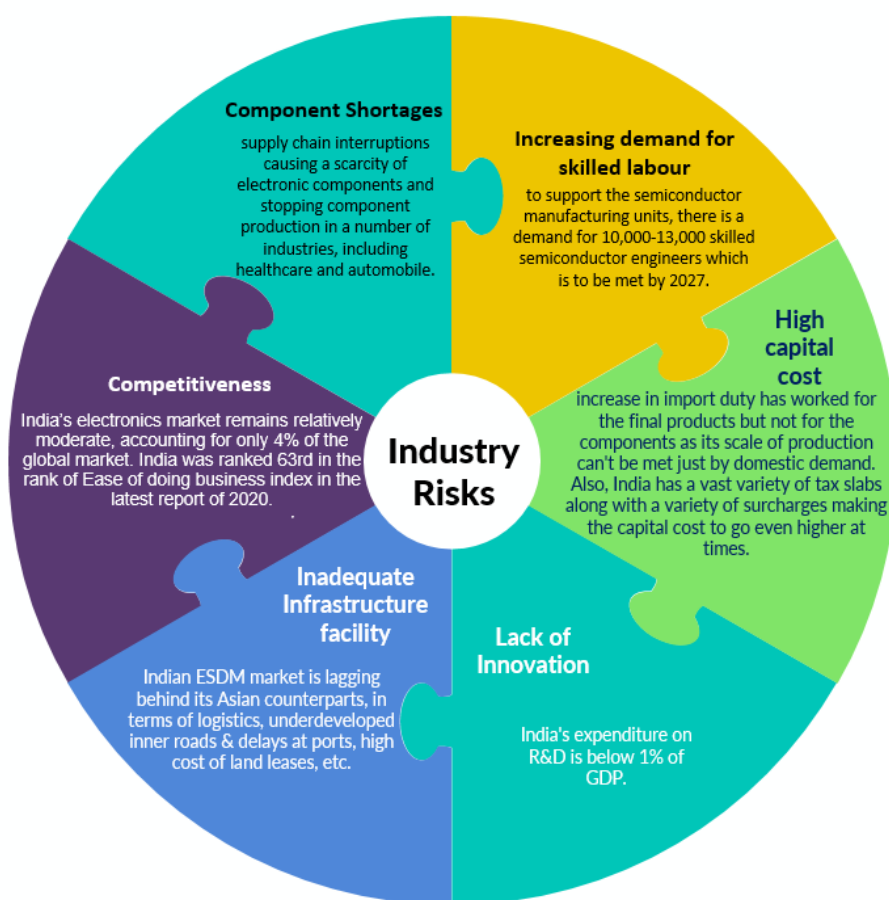 Component Shortages
supply chain interruptions
causing a scarcity of
electronic components and
stopping component
production in a number of
industries, including
healthcare and automobile.
Increasing demand for
skilled labour
to support the semiconductor
manufacturing units, there is a
demand for 10,000-13,000 skilled
semiconductor engineers which
is to be met by 2027.
High
capital
cost
increase in import duty has worked for
the final products but not for the
components as its scale of production
can't be met just by domestic demand.
Also, India has a vast variety of tax slabs
along with a variety of surcharges making
the capital cost to go even higher at
times.
Competitiveness
India's electronics market remains relatively
moderate, accounting for only 4% of the
global market. India was ranked 63rd in the
rank of Ease of doing business index in the
latest report of 2020.
.
Industry
Risks
Inadequate
Infrastructure
facility
Indian ESDM market is lagging
behind its Asian counterparts, in
terms of logistics, underdeveloped
inner roads & delays at ports, high
cost of land leases, etc.
Lack of
Innovation
India's expenditure on
R&D is below 1% of
GDP.